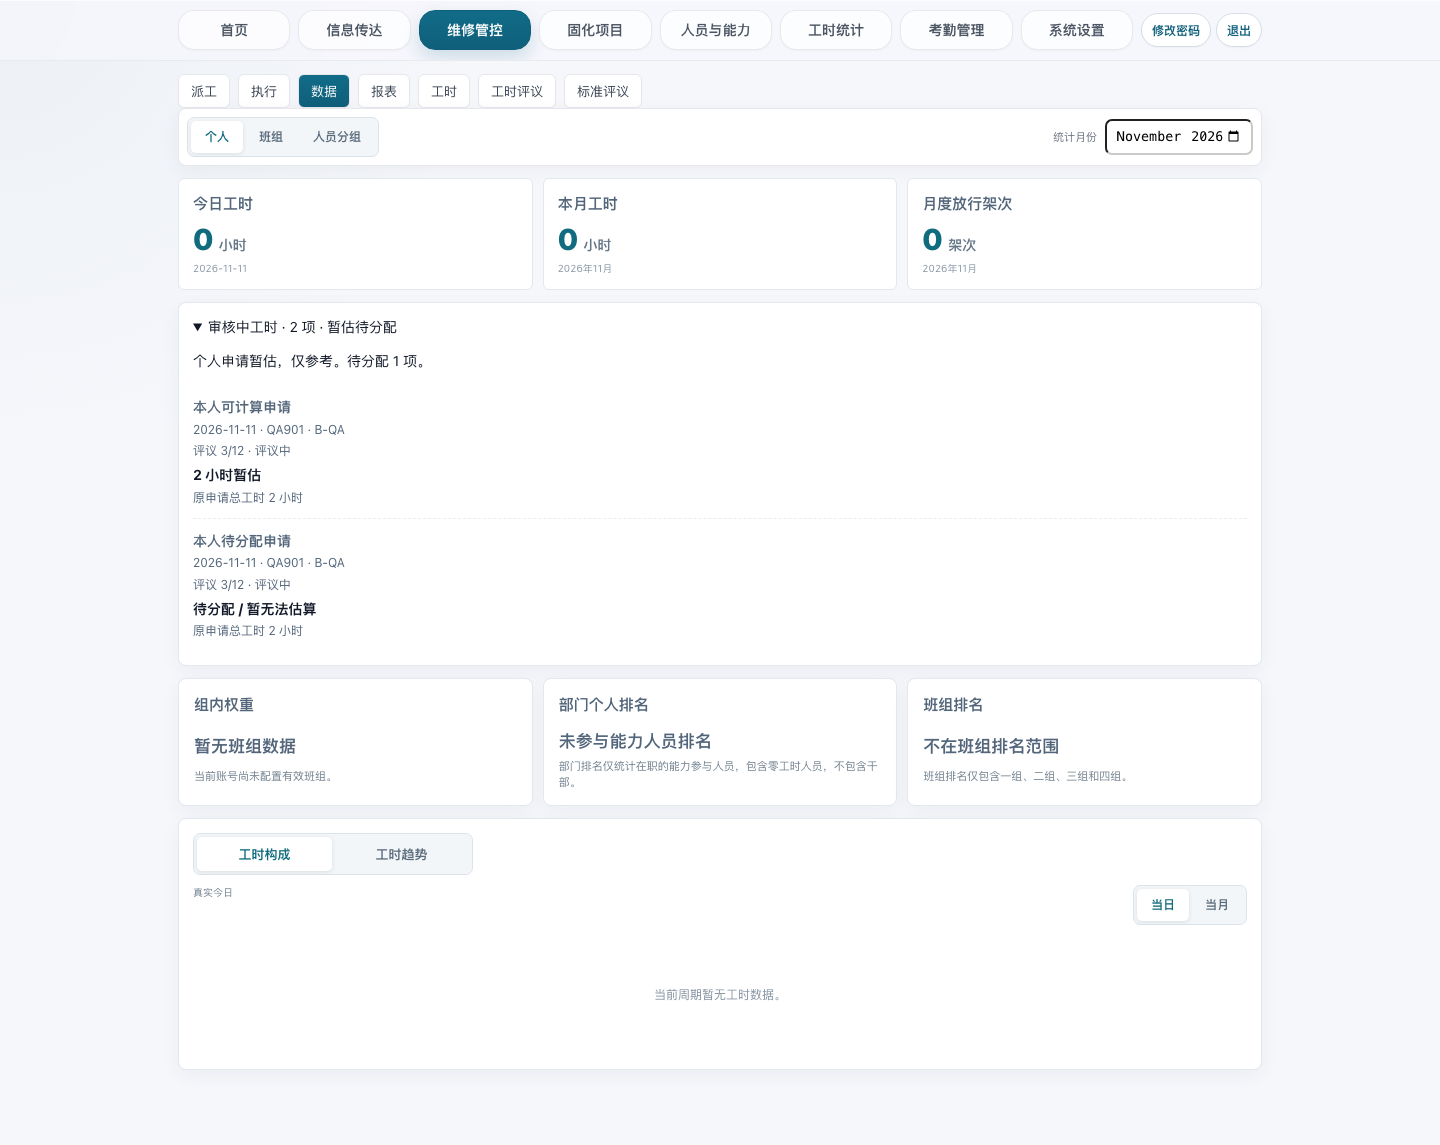 首页 信息传达 维修管控 固化项目 人员与能力 工时统计 考勤管理 系统设置 修改密码 退出
派工 执行 数据 报表 工时 工时评议 标准评议
个人 班组 人员分组 统计月份 November 2026
今日工时 本月工时 月度放行架次
0 小时 0 小时 0 架次
2026-11-11 2026年11月 2026年11月
▼ 审核中工时 · 2 项 · 暂估待分配
个人申请暂估，仅参考。待分配 1 项。
本人可计算申请
2026-11-11 · QA901 · B-QA
评议 3/12 · 评议中
2 小时暂估
原申请总工时 2 小时
本人待分配申请
2026-11-11 · QA901 · B-QA
评议 3/12 · 评议中
待分配 / 暂无法估算
原申请总工时 2 小时
组内权重
暂无班组数据
当前账号尚未配置有效班组。
部门个人排名
未参与能力人员排名
部门排名仅统计在职的能力参与人员，包含零工时人员，不包含干
部。
班组排名
不在班组排名范围
班组排名仅包含一组、二组、三组和四组。
工时构成 工时趋势
真实今日 当日 当月
当前周期暂无工时数据。